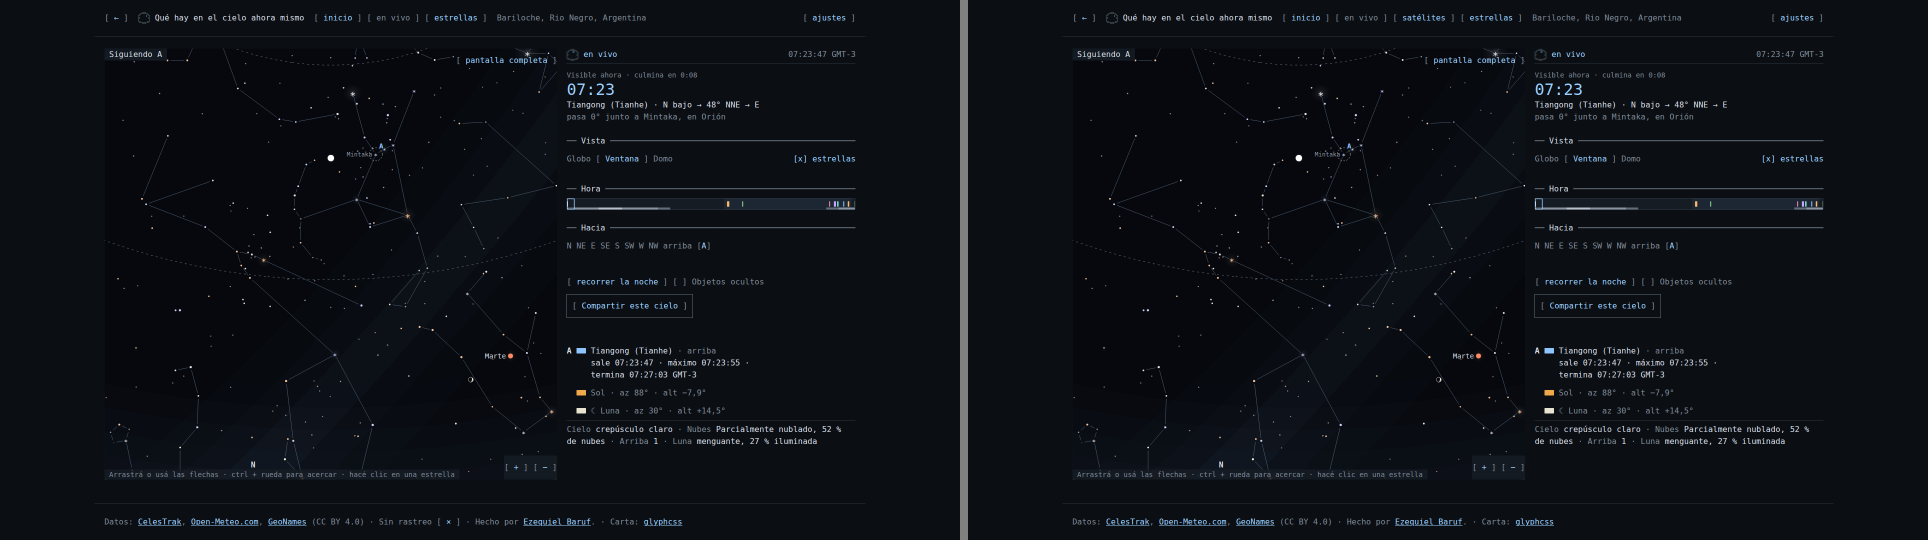 [ ← ] Qué hay en el cielo ahora mismo [ inicio ] [ en vivo ] [ estrellas ] Bariloche, Río Negro, Argentina [ ajustes ]
Siguiendo A
[ pantalla completa ]
Mintaka
A
Marte
N
[ + ] [ − ]
Arrastrá o usá las flechas · ctrl + rueda para acercar · hacé clic en una estrella
en vivo 07:23:47 GMT-3
Visible ahora · culmina en 0:08
07:23
Tiangong (Tianhe) · N bajo → 48° NNE → E
pasa 0° junto a Mintaka, en Orión
Vista
Globo [ Ventana ] Domo [x] estrellas
Hora
Hacia
N NE E SE S SW W NW arriba [A]
[ recorrer la noche ] [ ] Objetos ocultos
[ Compartir este cielo ]
A Tiangong (Tianhe) · arriba
sale 07:23:47 · máximo 07:23:55 ·
termina 07:27:03 GMT-3
Sol · az 88° · alt −7,9°
☾ Luna · az 30° · alt +14,5°
Cielo crepúsculo claro · Nubes Parcialmente nublado, 52 %
de nubes · Arriba 1 · Luna menguante, 27 % iluminada
Datos: CelesTrak, Open-Meteo.com, GeoNames (CC BY 4.0) · Sin rastreo [ × ] · Hecho por Ezequiel Baruf. · Carta: glyphcss
[ ← ] Qué hay en el cielo ahora mismo [ inicio ] [ en vivo ] [ satélites ] [ estrellas ] Bariloche, Río Negro, Argentina [ ajustes ]
Siguiendo A
[ pantalla completa ]
Mintaka
A
Marte
N
[ + ] [ − ]
Arrastrá o usá las flechas · ctrl + rueda para acercar · hacé clic en una estrella
en vivo 07:23:47 GMT-3
Visible ahora · culmina en 0:08
07:23
Tiangong (Tianhe) · N bajo → 48° NNE → E
pasa 0° junto a Mintaka, en Orión
Vista
Globo [ Ventana ] Domo [x] estrellas
Hora
Hacia
N NE E SE S SW W NW arriba [A]
[ recorrer la noche ] [ ] Objetos ocultos
[ Compartir este cielo ]
A Tiangong (Tianhe) · arriba
sale 07:23:47 · máximo 07:23:55 ·
termina 07:27:03 GMT-3
Sol · az 88° · alt −7,9°
☾ Luna · az 30° · alt +14,5°
Cielo crepúsculo claro · Nubes Parcialmente nublado, 52 %
de nubes · Arriba 1 · Luna menguante, 27 % iluminada
Datos: CelesTrak, Open-Meteo.com, GeoNames (CC BY 4.0) · Hecho por Ezequiel Baruf. · Carta: glyphcss